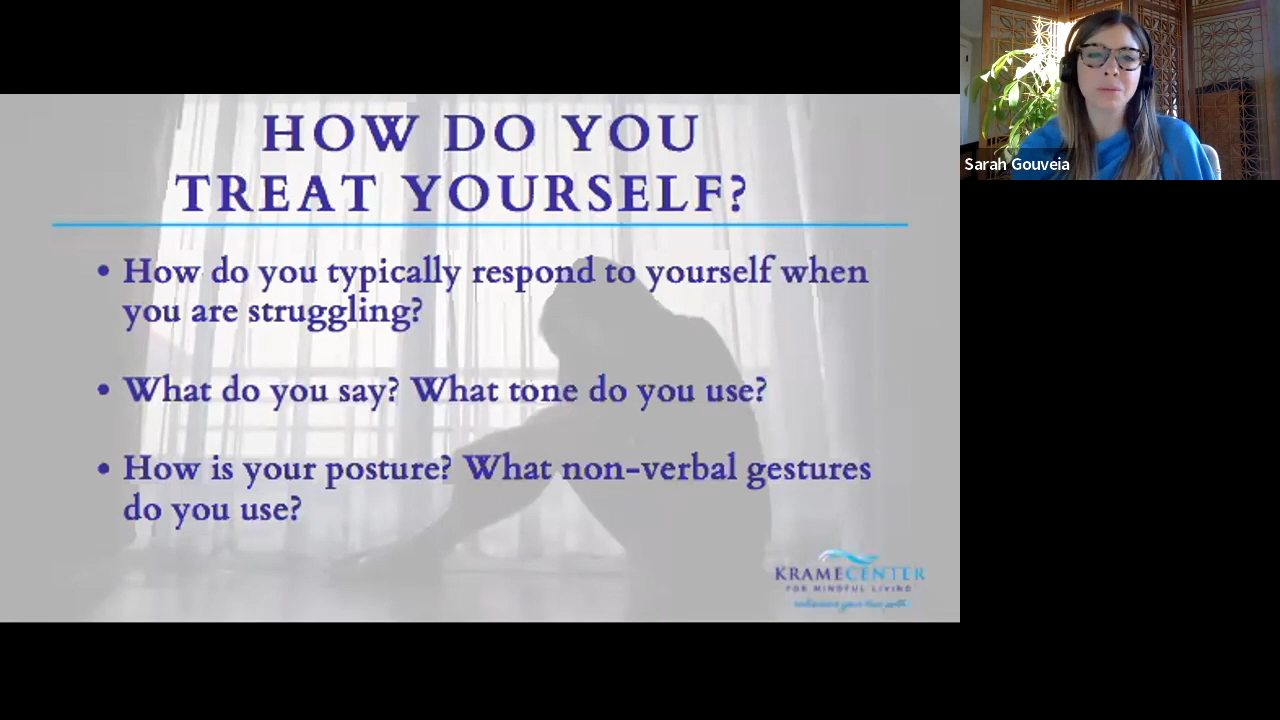 HOW DO YOU
TREAT YOURSELF?
• How do you typically respond to yourself when
you are struggling?
• What do you say? What tone do you use?
• How is your posture? What non-verbal gestures
do you use?
KRAMECENTER
FOR MINDFUL LIVING
Sarah Gouveia